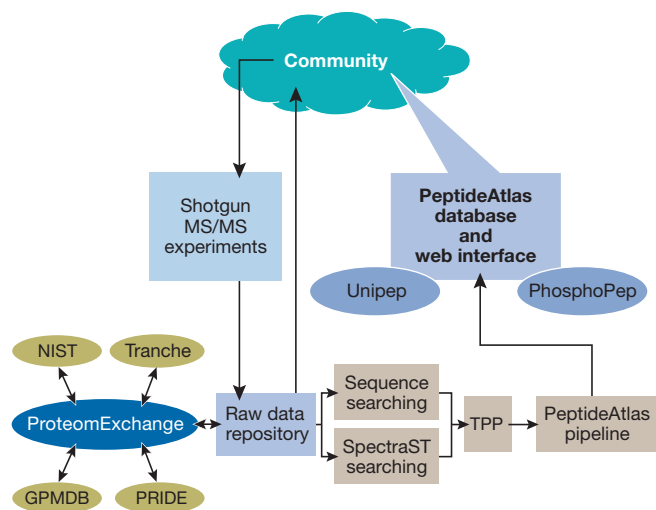 Community
Shotgun
MS/MS
experiments
PeptideAtlas
database
and
web interface
Unipep
PhosphoPep
NIST
Tranche
ProteomExchange
GPMDB
PRIDE
Raw data
repository
Sequence
searching
SpectraST
searching
TPP
PeptideAtlas
pipeline